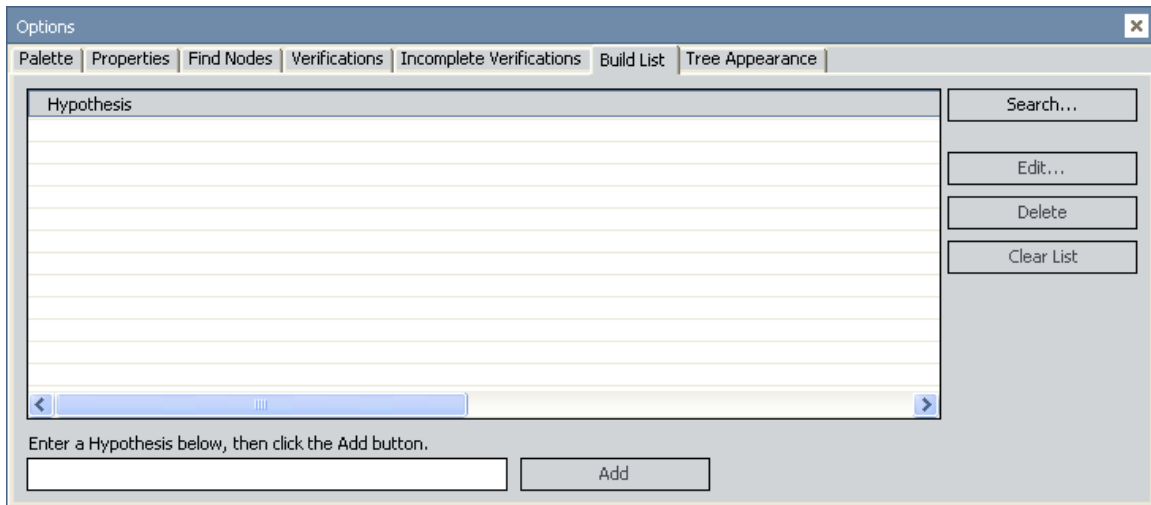 Options
Palette Properties Find Nodes Verifications Incomplete Verifications Build List Tree Appearance
Hypothesis
Search...
Edit...
Delete
Clear List
Enter a Hypothesis below, then click the Add button.
Add